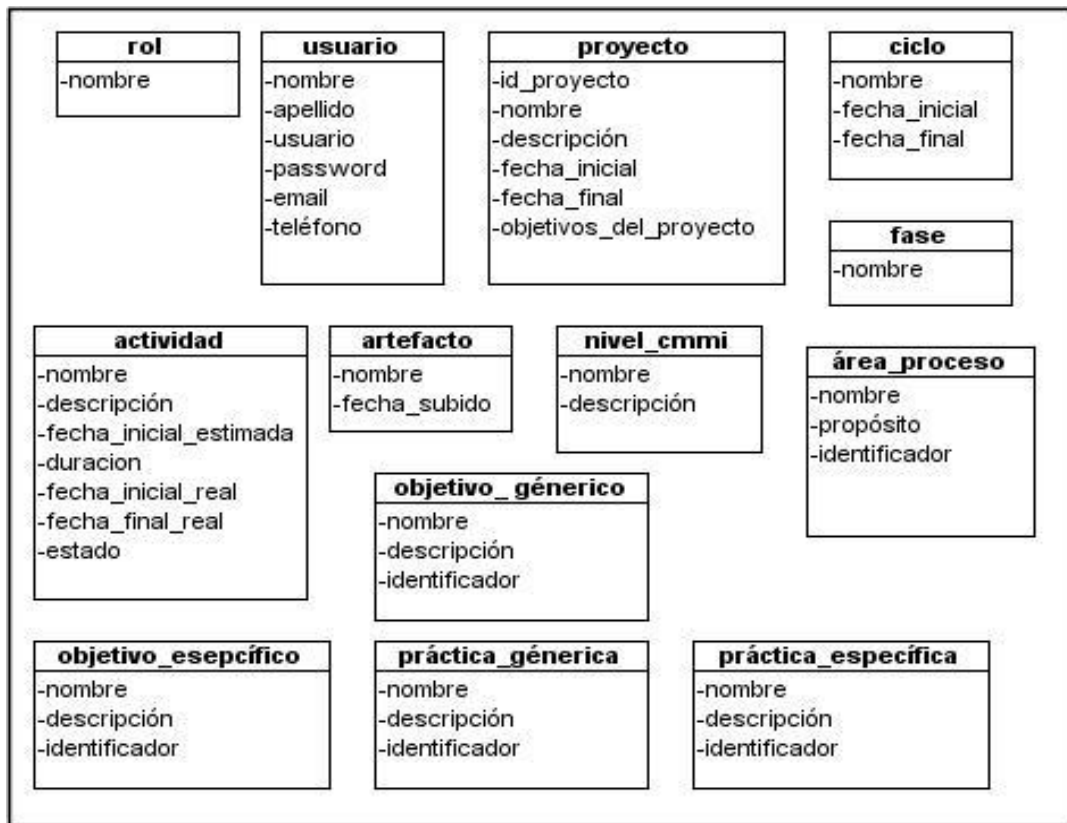 rol
-nombre
usuario
-nombre
-apellido
-usuario
-password
-email
-teléfono
proyecto
-id_proyecto
-nombre
-descripción
-fecha_inicial
-fecha_final
-objetivos_del_proyecto
ciclo
-nombre
-fecha_inicial
-fecha_final
fase
-nombre
actividad
-nombre
-descripción
-fecha_inicial_estimada
-duracion
-fecha_inicial_real
-fecha_final_real
-estado
artefacto
-nombre
-fecha_subido
nivel_cmmi
-nombre
-descripción
área_proceso
-nombre
-propósito
-identificador
objetivo_ génerico
-nombre
-descripción
-identificador
objetivo_esepcífico
-nombre
-descripción
-identificador
práctica_génerica
-nombre
-descripción
-identificador
práctica_específica
-nombre
-descripción
-identificador